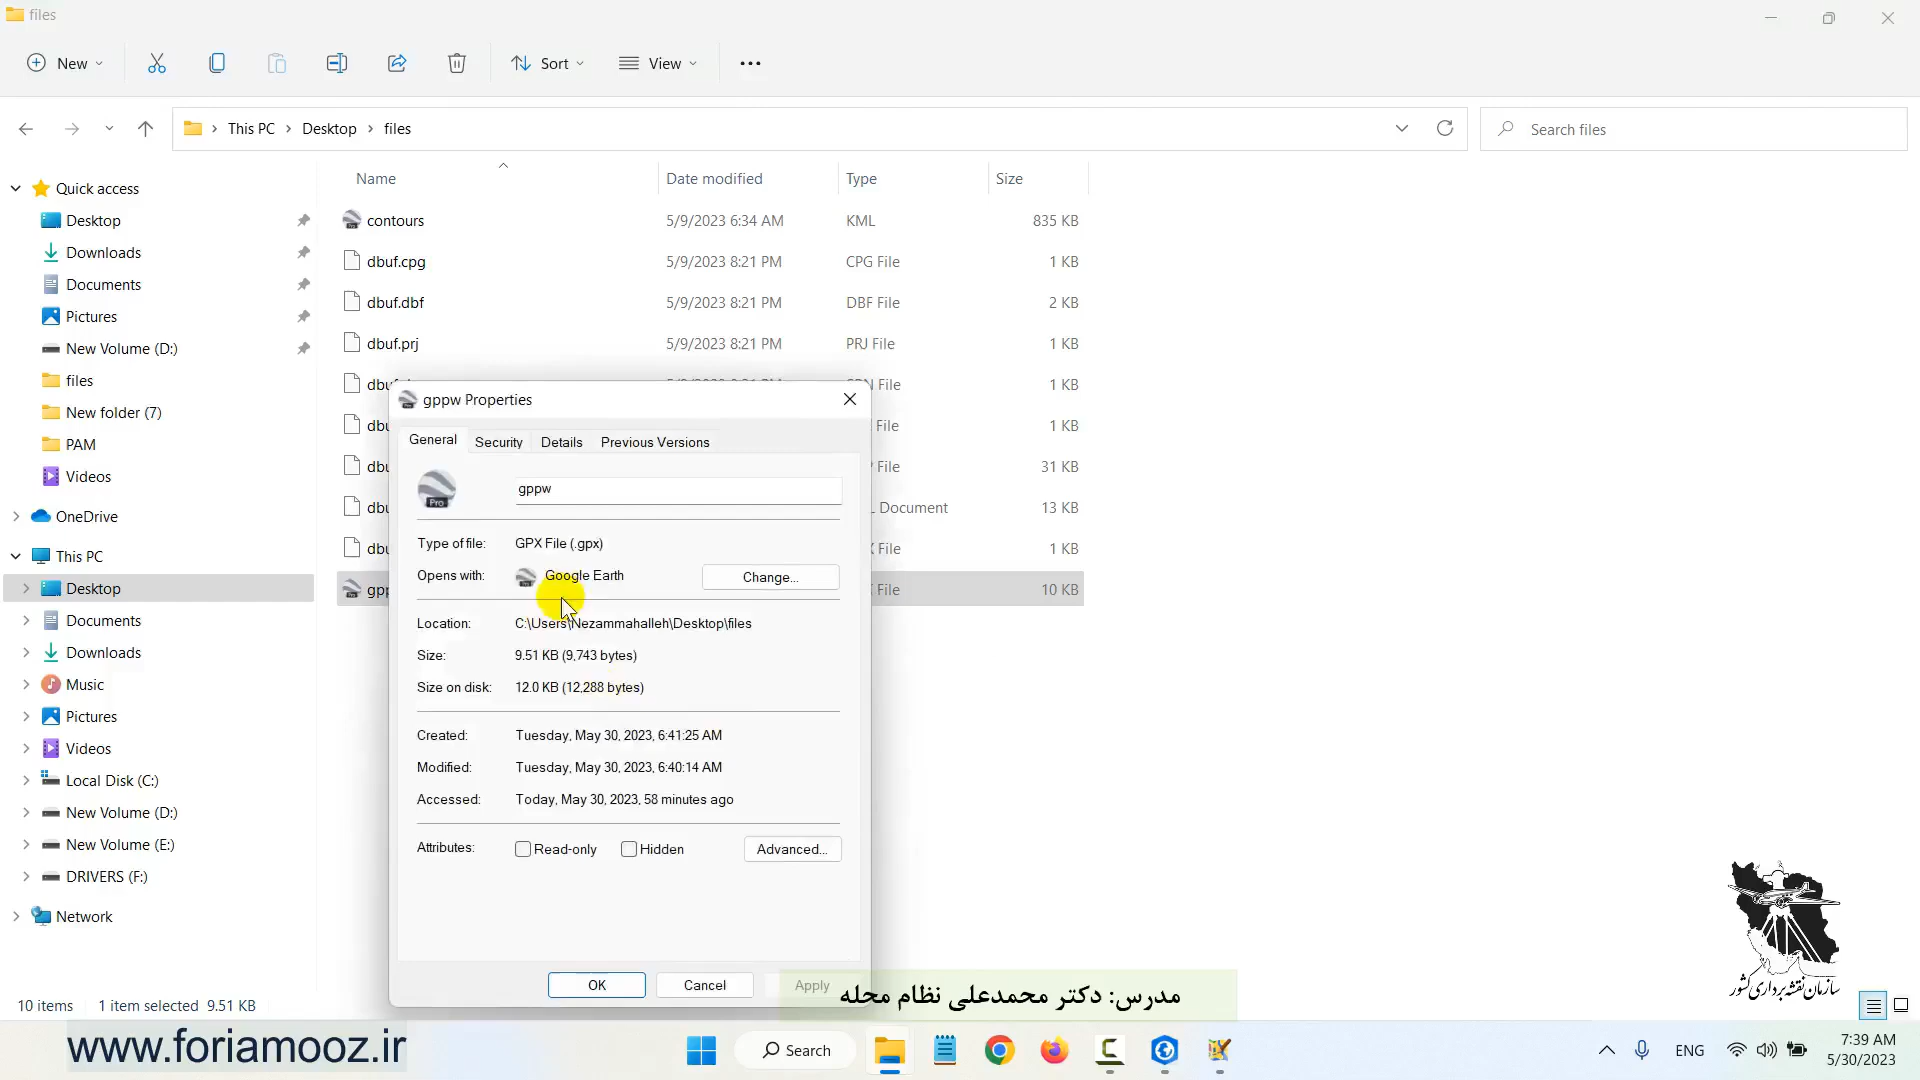 files
New
Sort
View
This PC
Desktop
files
Search files
Name
Date modified
Type
Size
Quick access
Desktop
Downloads
Documents
Pictures
New Volume (D:)
files
New folder (7)
PAM
Videos
OneDrive
This PC
Desktop
Documents
Downloads
Music
Pictures
Videos
Local Disk (C:)
New Volume (D:)
New Volume (E:)
DRIVERS (F:)
Network
contours 5/9/2023 6:34 AM KML 835 KB
dbuf.cpg 5/9/2023 8:21 PM CPG File 1 KB
dbuf.dbf 5/9/2023 8:21 PM DBF File 2 KB
dbuf.prj 5/9/2023 8:21 PM PRJ File 1 KB
File 1 KB
File 1 KB
File 31 KB
Document 13 KB
File 1 KB
File 10 KB
gppw Properties
General
Security
Details
Previous Versions
Pro
gppw
Type of file: GPX File (.gpx)
Opens with: Google Earth
Change...
Location: C:\Users\Nezammahalleh\Desktop\files
Size: 9.51 KB (9,743 bytes)
Size on disk: 12.0 KB (12,288 bytes)
Created: Tuesday, May 30, 2023, 6:41:25 AM
Modified: Tuesday, May 30, 2023, 6:40:14 AM
Accessed: Today, May 30, 2023, 58 minutes ago
Attributes: Read-only Hidden
Advanced...
OK
Cancel
Apply
مدرس: دکتر محمدعلی نظام محله
سازمان نقشه برداری کشور
10 items 1 item selected 9.51 KB
www.foriamooz.ir
Search
ENG
7:39 AM
5/30/2023